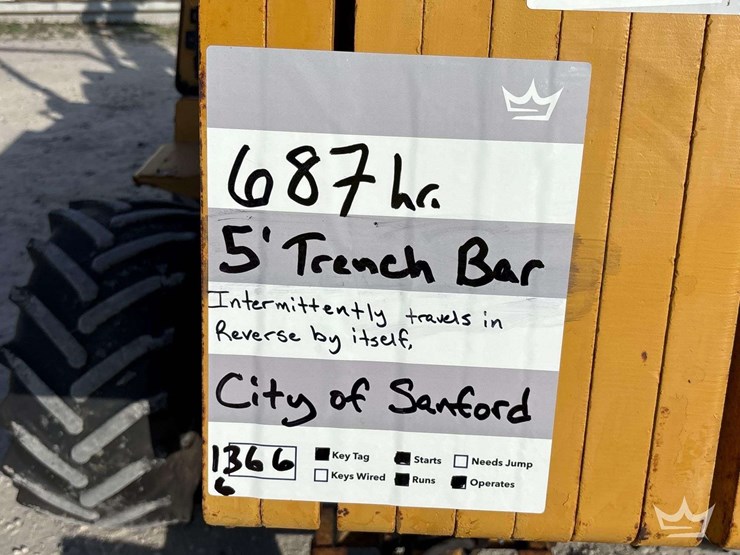 687 hr.
5' Trench Bar
Intermittently travels in
Reverse by itself,
City of Sanford
1366
6
Key Tag Starts Needs Jump
Keys Wired Runs Operates